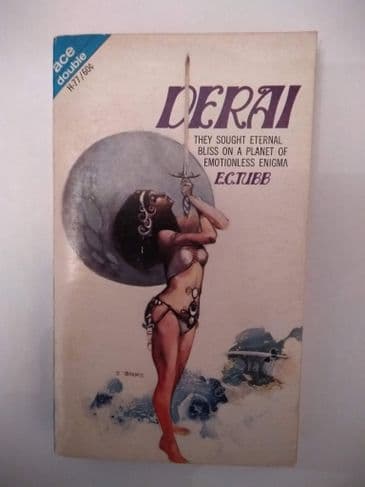 ace
double
H-77/60¢
DERAI
THEY SOUGHT ETERNAL
BLISS ON A PLANET OF
EMOTIONLESS ENIGMA
E.C.TUBB